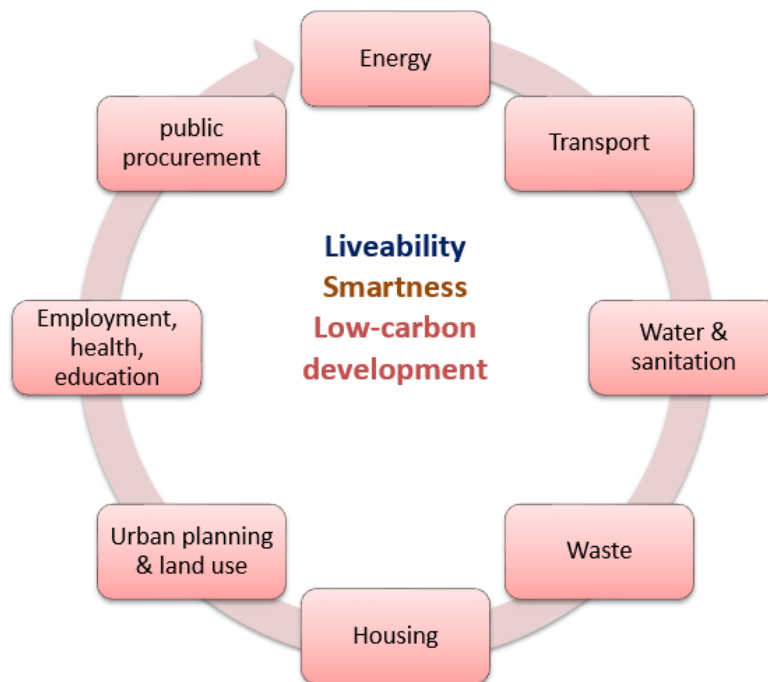 Energy
Transport
Water &
sanitation
Waste
Housing
Urban planning
& land use
Employment,
health,
education
public
procurement
Liveability
Smartness
Low-carbon
development